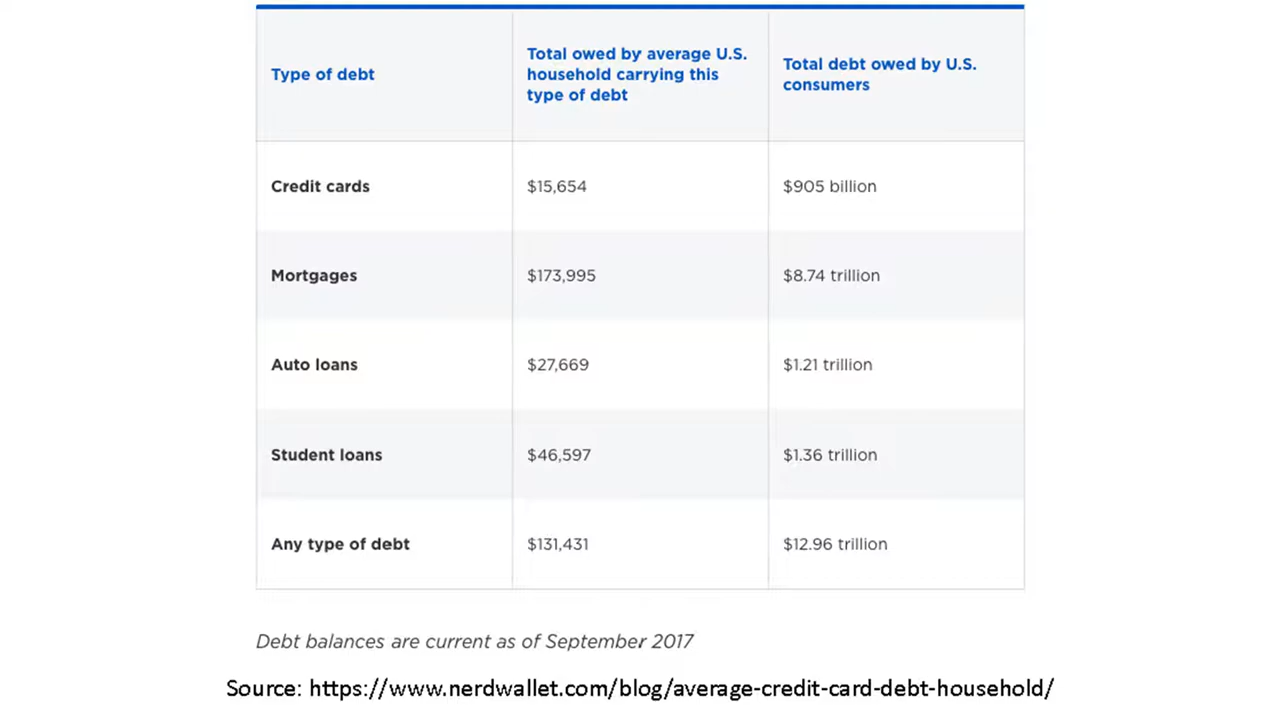 Type of debt
Total owed by average U.S.
household carrying this
type of debt
Total debt owed by U.S.
consumers
Credit cards
$15,654
$905 billion
Mortgages
$173,995
$8.74 trillion
Auto loans
$27,669
$1.21 trillion
Student loans
$46,597
$1.36 trillion
Any type of debt
$131,431
$12.96 trillion
Debt balances are current as of September 2017
Source: https://www.nerdwallet.com/blog/average-credit-card-debt-household/